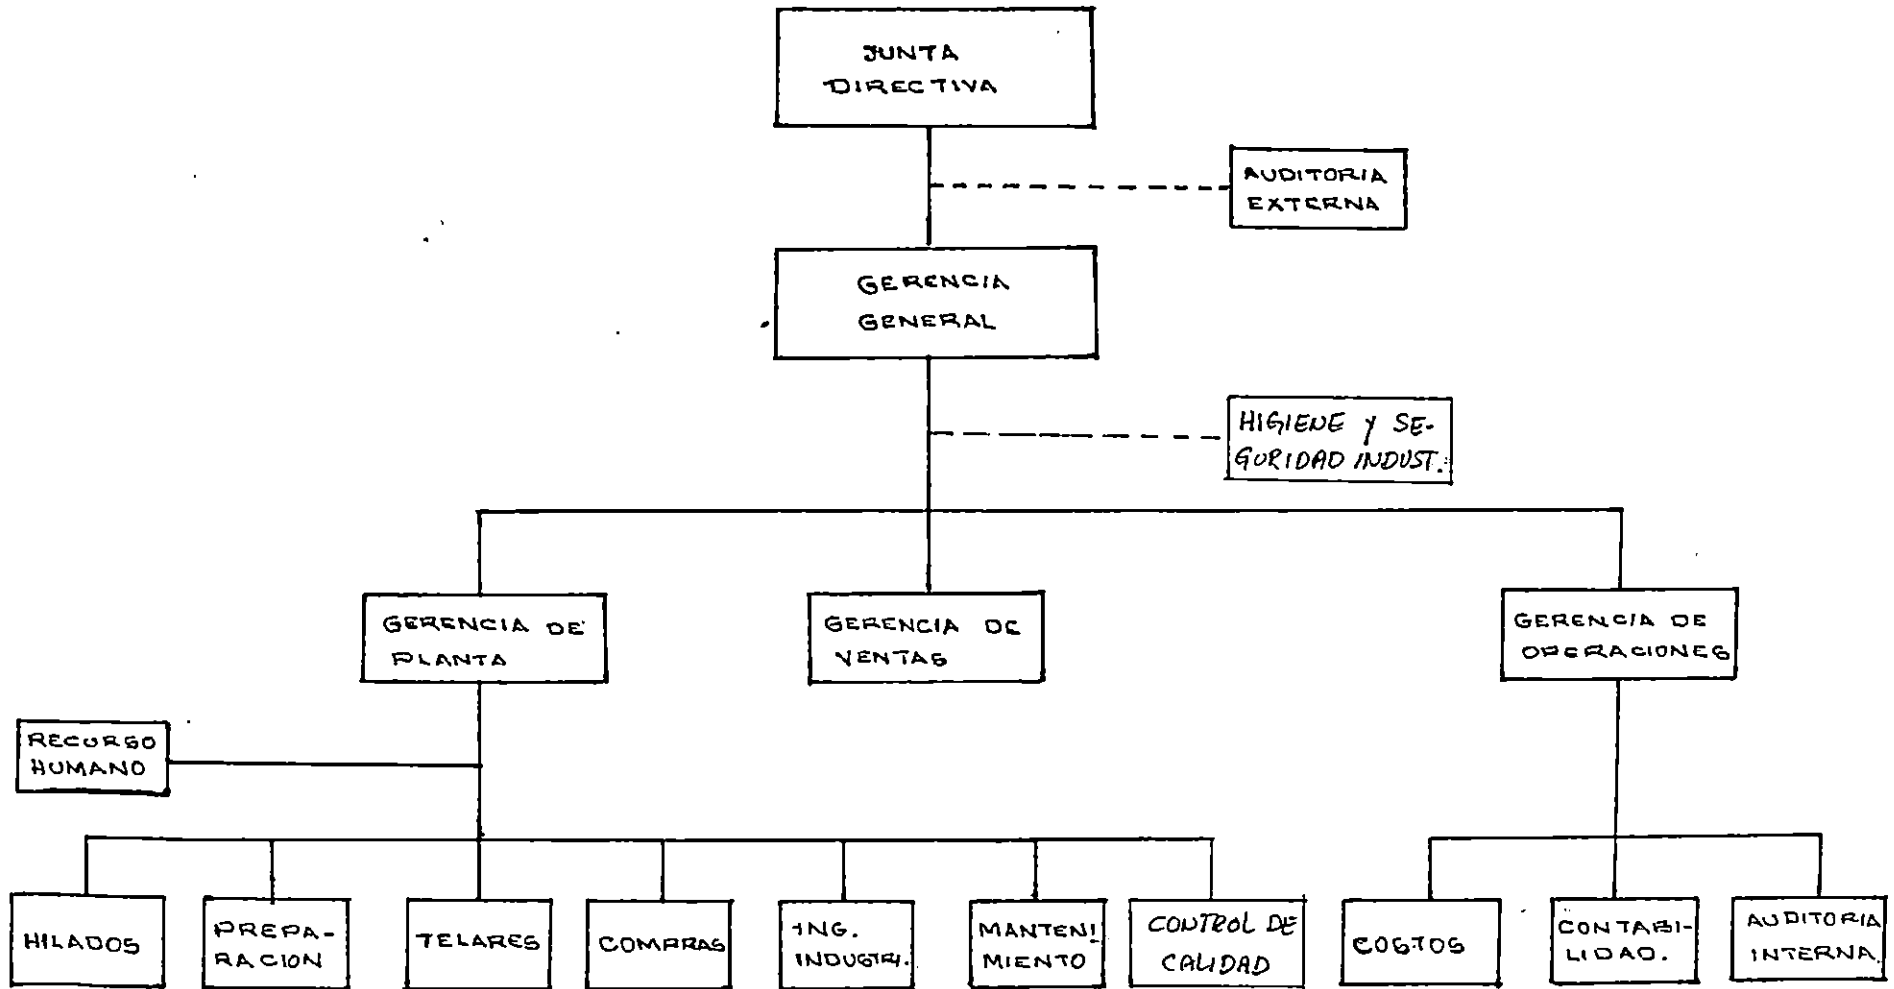 JUNTA
DIRECTIVA
AUDITORIA
EXTERNA
GERENCIA
GENERAL
HIGIENE Y SE-
GURIDAD INDUST.
GERENCIA DE
PLANTA
GERENCIA DE
VENTAS
GERENCIA DE
OPERACIONES
RECURSO
HUMANO
HILADOS
PREPA-
RACION
TELARES
COMPRAS
ING.
INDUSTRI.
MANTENI
MIENTO
CONTROL DE
CALIDAD
COSTOS
CONTABI-
LIDAD.
AUDITORIA
INTERNA